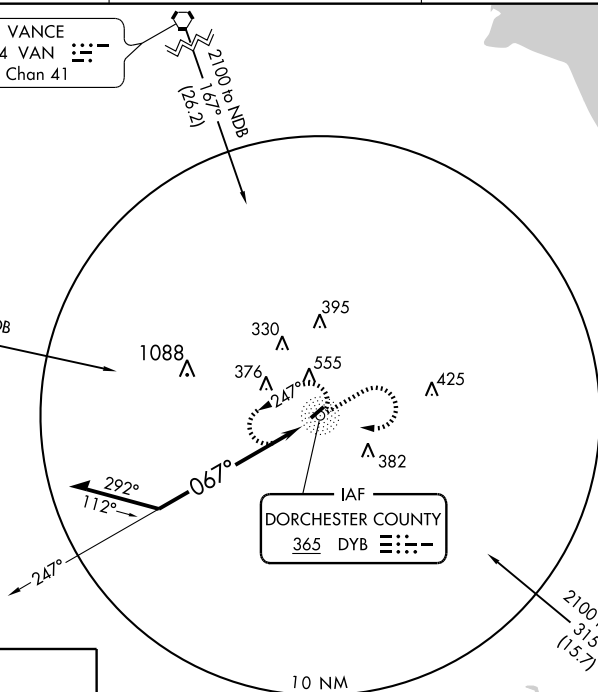 VANCE
4 VAN
Chan 41
2100 to NDB
167°
(26.2)
395
330
1088
376
555
247°
425
382
067°
292°
112°
247°
IAF
DORCHESTER COUNTY
365 DYB
2100
315
(15.7)
10 NM